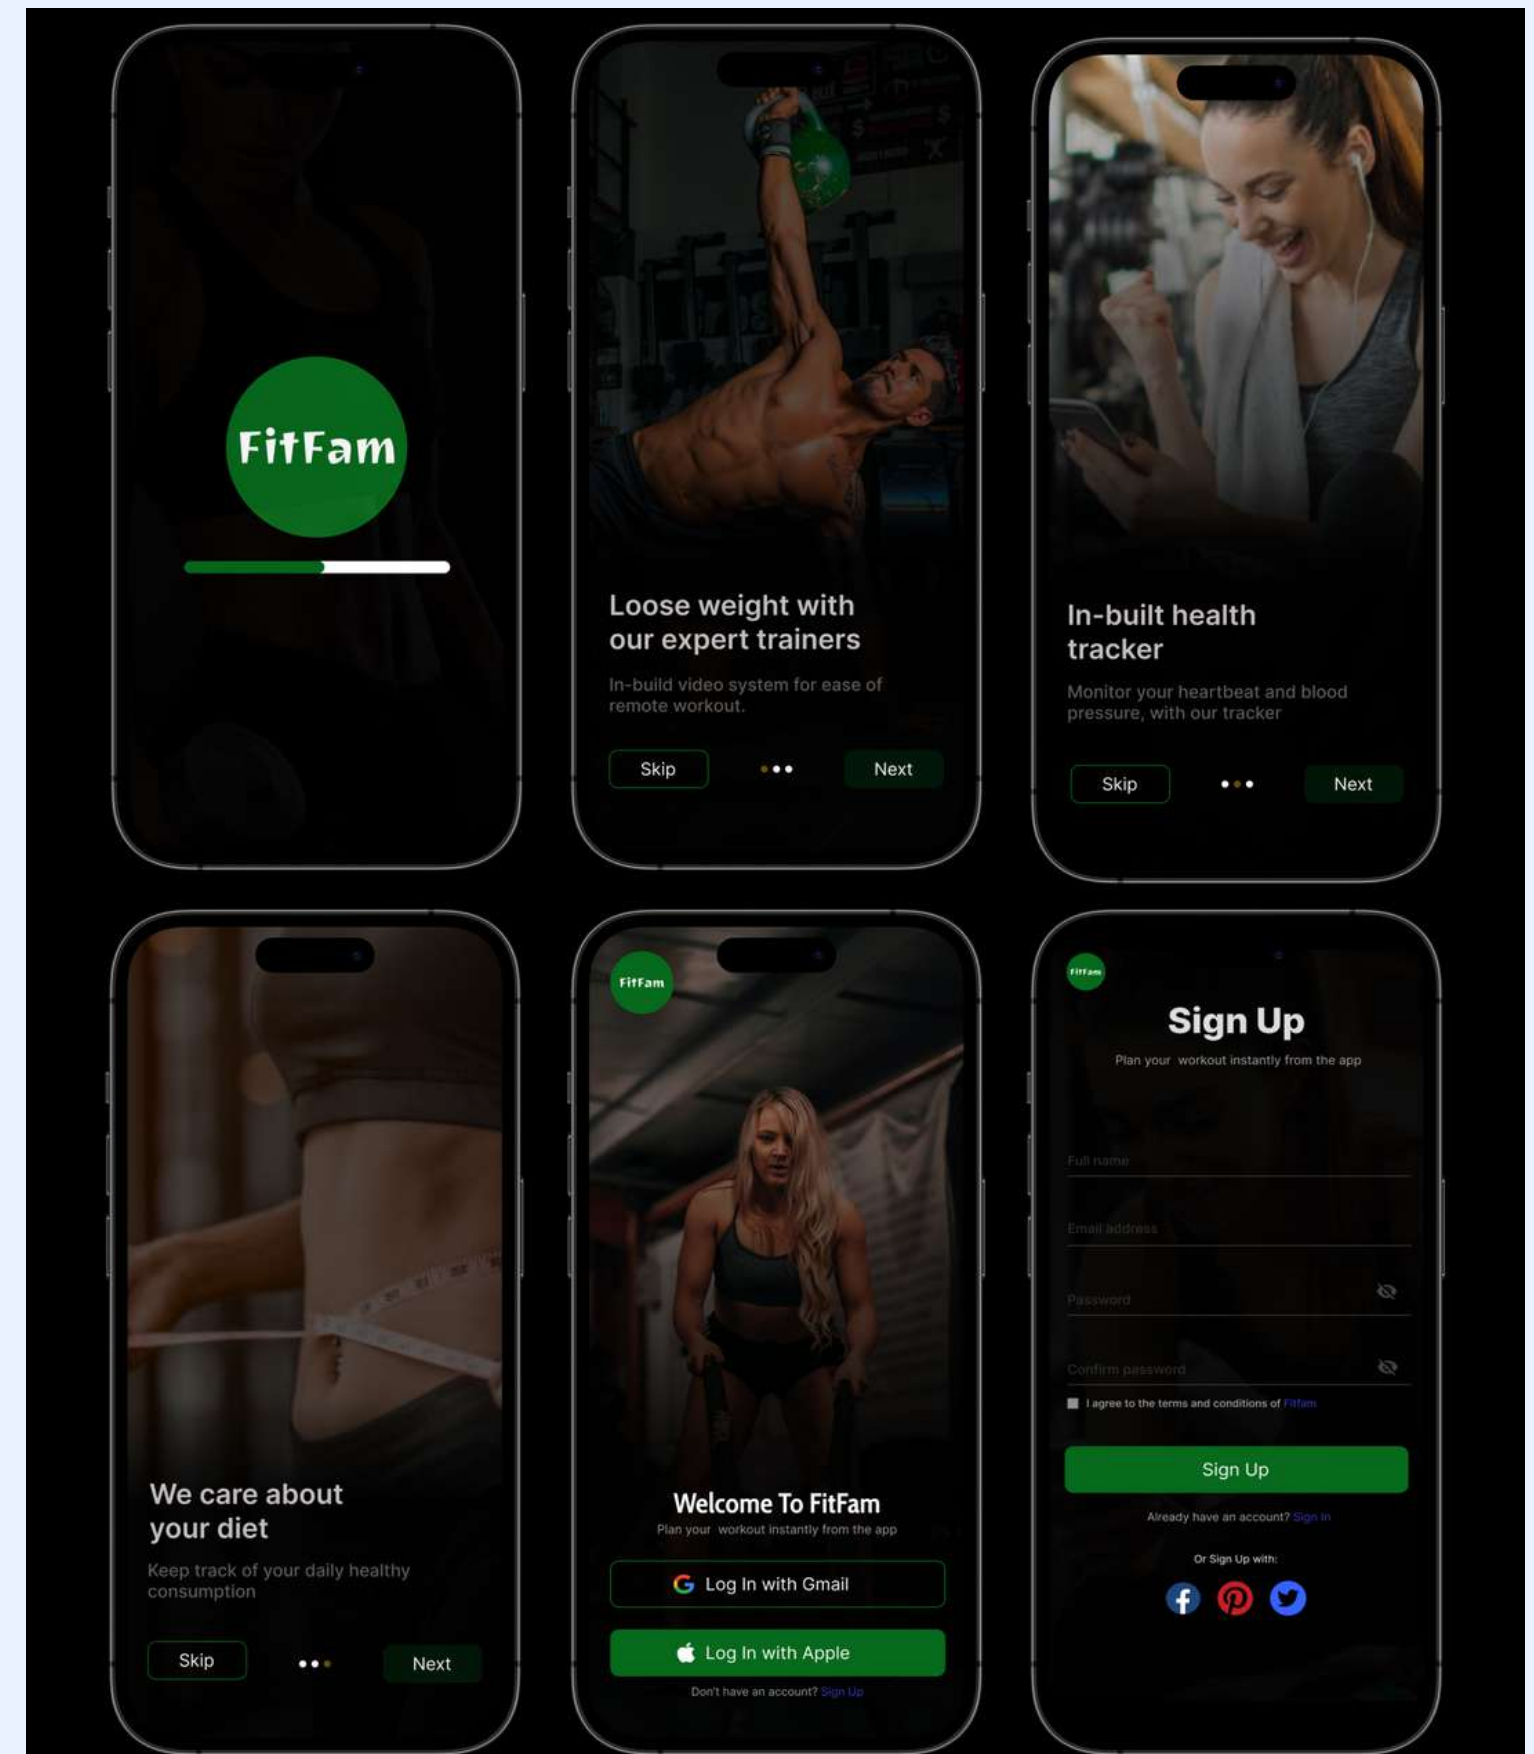 FitFam
Loose weight with
our expert trainers
In-build video system for ease of
remote workout.
Skip
Next
In-built health
tracker
Monitor your heartbeat and blood
pressure, with our tracker
Skip
Next
We care about
your diet
Keep track of your daily healthy
consumption
Skip
Next
FitFam
Welcome To FitFam
Plan your workout instantly from the app
Log In with Gmail
Log In with Apple
Don't have an account? Sign Up
FitFam
Sign Up
Plan your workout instantly from the app
Full name
Email address
Password
Confirm password
I agree to the terms and conditions of Fitfam
Sign Up
Already have an account? Sign In
Or Sign Up with: